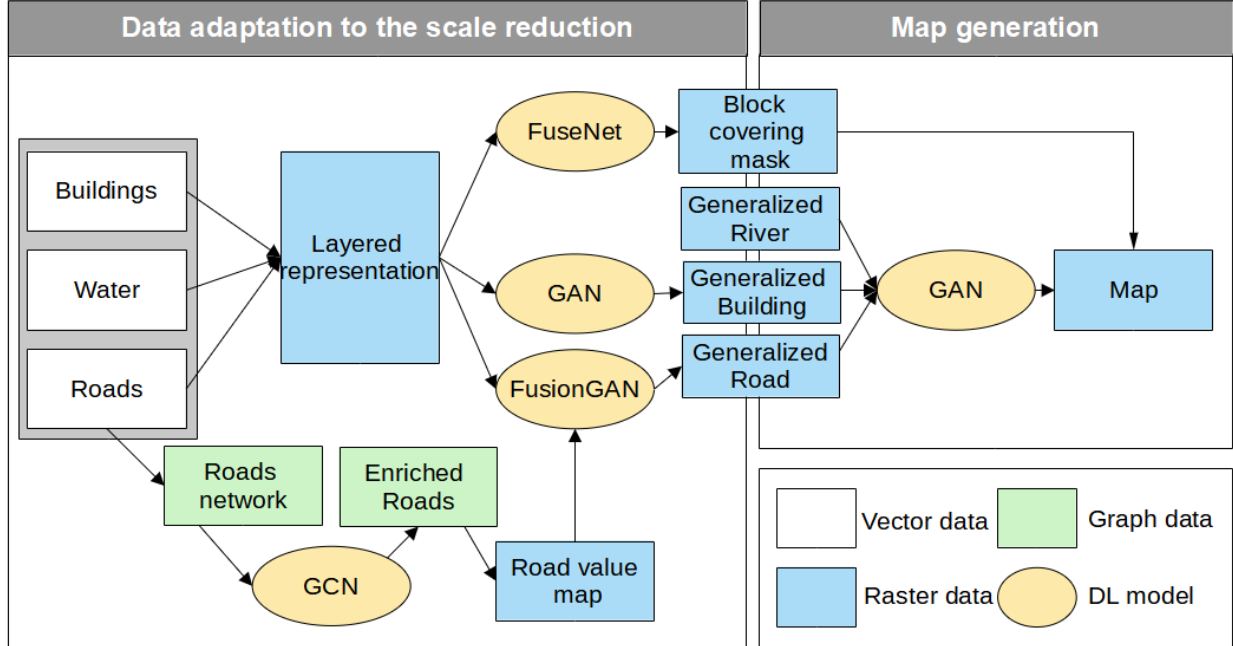 Data adaptation to the scale reduction
Map generation
Buildings
Water
Roads
Layered
representation
FuseNet
GAN
FusionGAN
Block
covering
mask
Generalized
River
Generalized
Building
Generalized
Road
GAN
Map
Roads
network
Enriched
Roads
GCN
Road value
map
Vector data
Graph data
Raster data
DL model